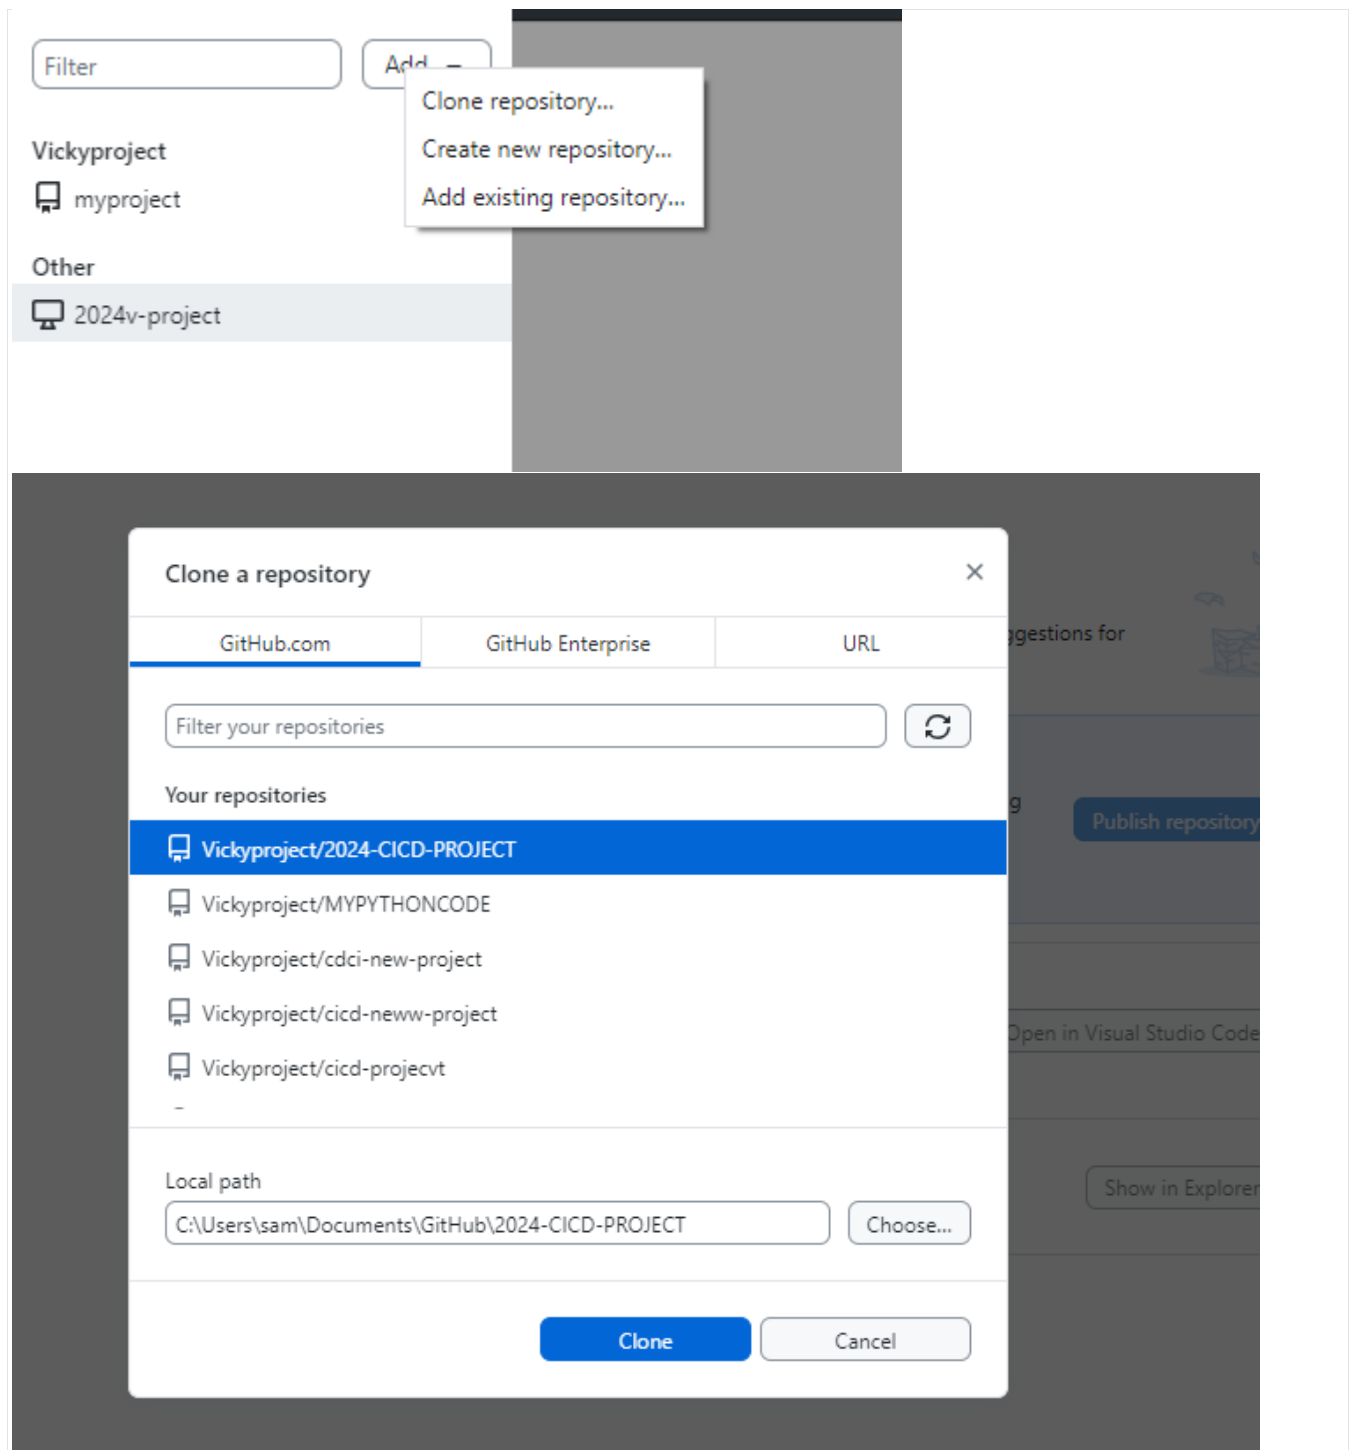 Filter
Add
Clone repository...
Create new repository...
Add existing repository...
Vickyproject
myproject
Other
2024v-project
Clone a repository
GitHub.com
GitHub Enterprise
URL
ggestions for
Filter your repositories
Your repositories
g
Publish repository
Vickyproject/2024-CICD-PROJECT
Vickyproject/MYPYTHONCODE
Vickyproject/cdci-new-project
Vickyproject/cicd-neww-project
Open in Visual Studio Code
Vickyproject/cicd-projecvt
Local path
Show in Explorer
C:\Users\sam\Documents\GitHub\2024-CICD-PROJECT
Choose...
Clone
Cancel